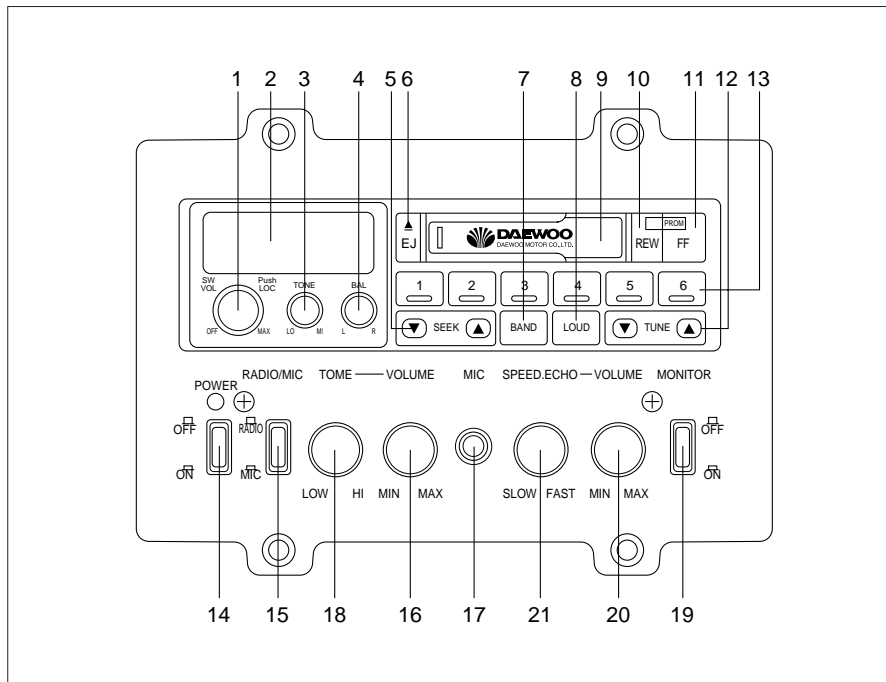 1 2 3 4 5 6 7 8 9 10 11 12 13
PROM
EJ DAEWOO REW FF
DAEWOO MOTOR CO.,LTD.
SW VOL Push LOC TONE BAL
1 2 3 4 5 6
OFF MAX LO MI L R
SEEK BAND LOUD TUNE
RADIO/MIC TOME VOLUME MIC SPEED.ECHO VOLUME MONITOR
POWER
OFF RADIO OFF
ON MIC ON
LOW HI MIN MAX SLOW FAST MIN MAX
14 15 18 16 17 21 20 19